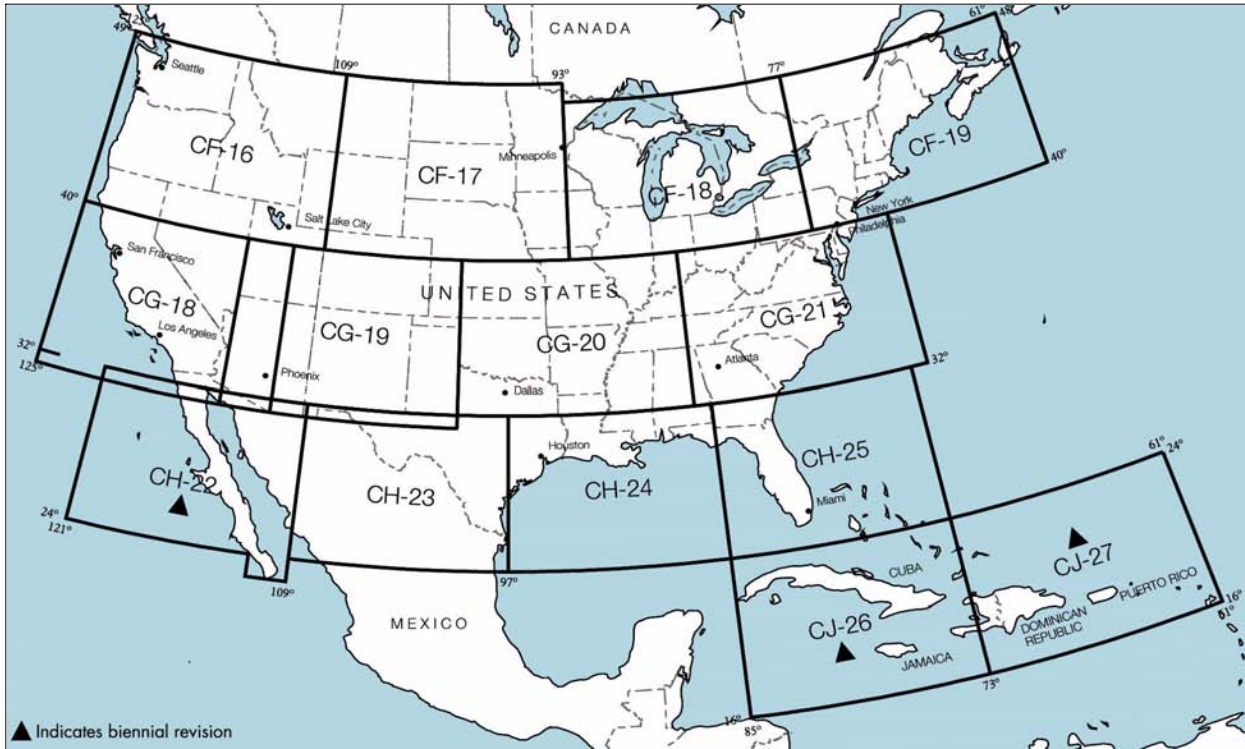 CANADA
125°
49°
109°
93°
77°
61°
48°
Seattle
CF-16
CF-17
Minneapolis
CF-18
CF-19
40°
New York
Philadelphia
40°
Salt Lake City
San Francisco
CG-18
Los Angeles
UNITED STATES
CG-19
CG-20
CG-21
Atlanta
Phoenix
Dallas
32°
125°
32°
Houston
CH-22
CH-23
CH-24
CH-25
Miami
24°
121°
109°
97°
61°
24°
CJ-27
CUBA
MEXICO
CJ-26
JAMAICA
DOMINICAN
REPUBLIC
PUERTO RICO
16°
61°
73°
16°
85°
Indicates biennial revision